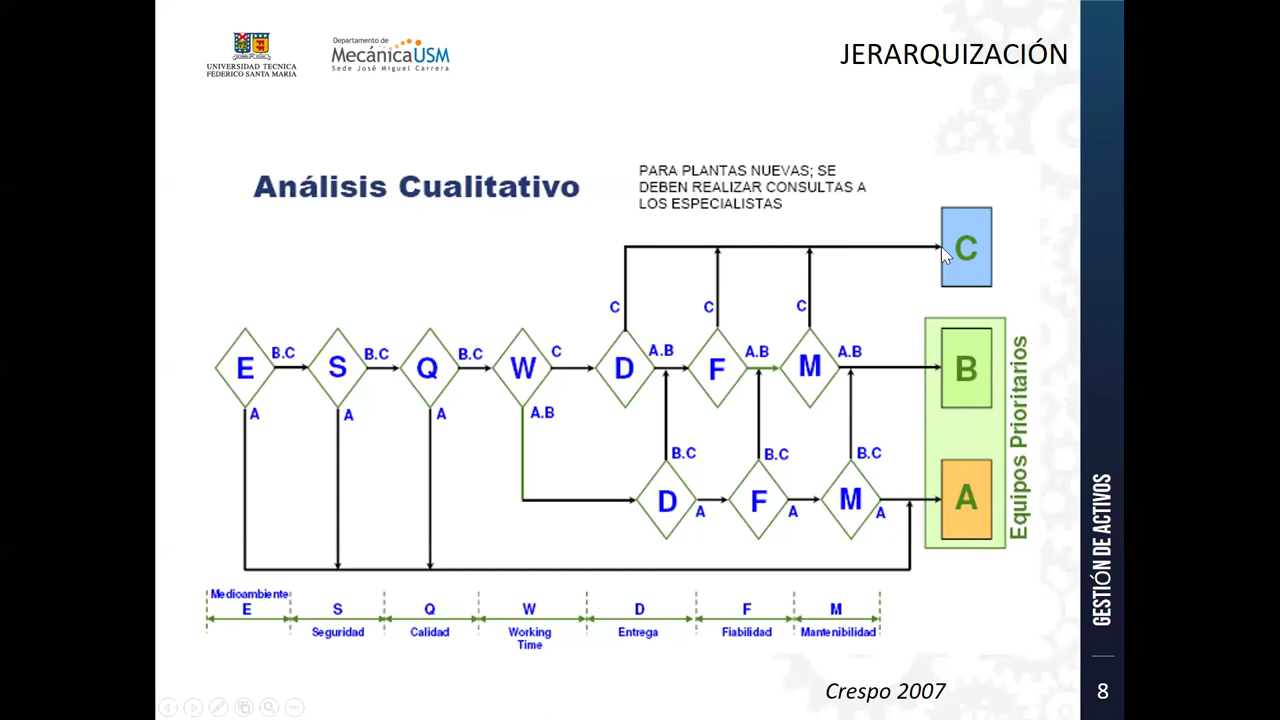 UNIVERSIDAD TECNICA
FEDERICO SANTA MARIA
Departamento de
MecánicaUSM
Sede José Miguel Carrera
JERARQUIZACIÓN
Análisis Cualitativo
PARA PLANTAS NUEVAS; SE
DEBEN REALIZAR CONSULTAS A
LOS ESPECIALISTAS
C
C
C
C
E
B.C
S
B.C
Q
B.C
W
C
D
A.B
F
A.B
M
A.B
B
A
A
A
A.B
B.C
B.C
B.C
D
A
F
A
M
A
A
Equipos Prioritarios
Medioambiente
E
S
Q
W
D
F
M
Seguridad
Calidad
Working
Time
Entrega
Fiabilidad
Mantenibilidad
Crespo 2007
GESTIÓN DE ACTIVOS
8